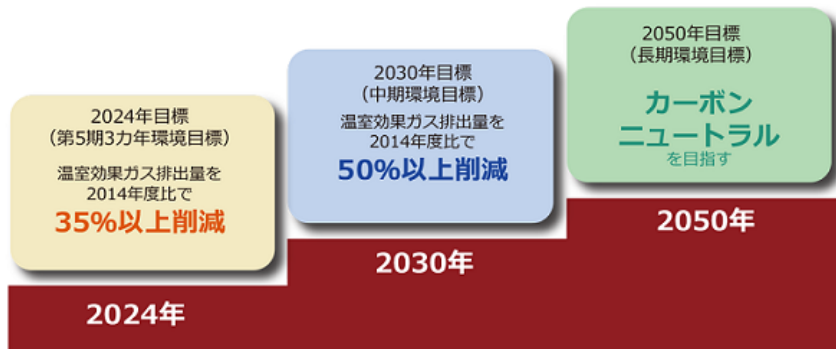 2024年目標
（第5期3カ年環境目標）
温室効果ガス排出量を
2014年度比で
35%以上削減
2024年
2030年目標
（中期環境目標）
温室効果ガス排出量を
2014年度比で
50%以上削減
2030年
2050年目標
（長期環境目標）
カーボン
ニュートラル
を目指す
2050年